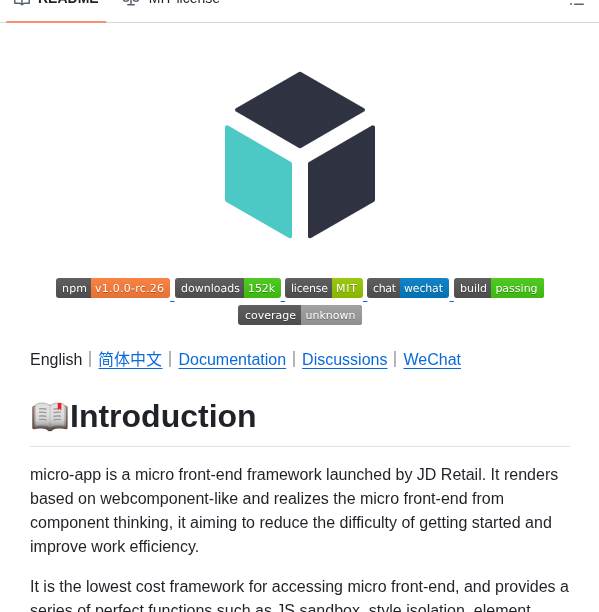 README MIT license
npm v1.0.0-rc.26 downloads 152k license MIT chat wechat build passing
coverage unknown
English | 简体中文 | Documentation | Discussions | WeChat
📖Introduction
micro-app is a micro front-end framework launched by JD Retail. It renders
based on webcomponent-like and realizes the micro front-end from
component thinking, it aiming to reduce the difficulty of getting started and
improve work efficiency.
It is the lowest cost framework for accessing micro front-end, and provides a
series of perfect functions such as JS sandbox, style isolation, element